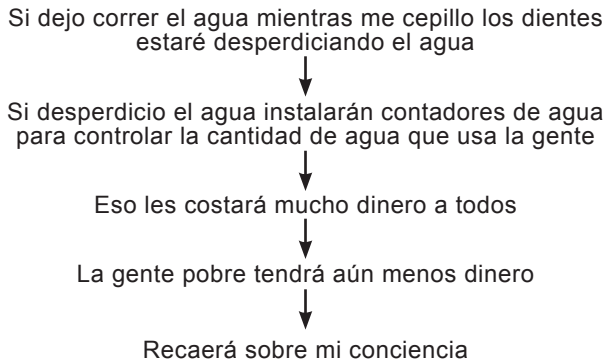 Si dejo correr el agua mientras me cepillo los dientes
estaré desperdiciando el agua
Si desperdicio el agua instalarán contadores de agua
para controlar la cantidad de agua que usa la gente
Eso les costará mucho dinero a todos
La gente pobre tendrá aún menos dinero
Recaerá sobre mi conciencia